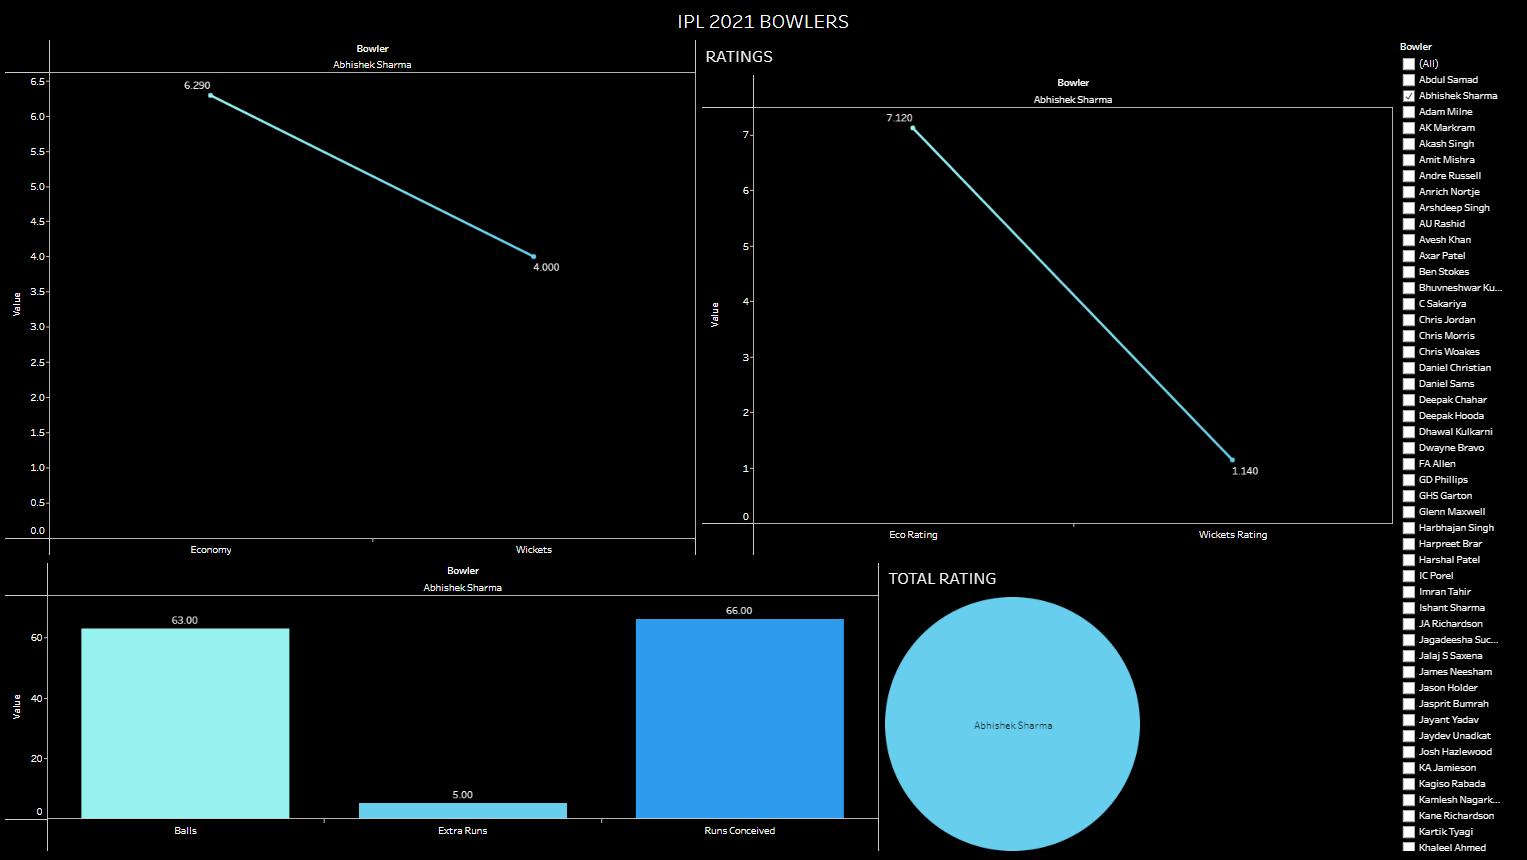 IPL 2021 BOWLERS
Bowler
Abhishek Sharma
6.5
6.0
5.5
5.0
4.5
4.0
3.5
3.0
2.5
2.0
1.5
1.0
0.5
0.0
Value
6.290
4.000
Economy
Wickets
RATINGS
Bowler
Abhishek Sharma
7
6
5
4
3
2
1
0
Value
7.120
1.140
Eco Rating
Wickets Rating
Bowler
Abhishek Sharma
60
40
20
0
Value
63.00
5.00
66.00
Balls
Extra Runs
Runs Conceived
TOTAL RATING
Abhishek Sharma
Bowler
(All)
Abdul Samad
Abhishek Sharma
Adam Milne
AK Markram
Akash Singh
Amit Mishra
Andre Russell
Anrich Nortje
Arshdeep Singh
AU Rashid
Avesh Khan
Axar Patel
Ben Stokes
Bhuvneshwar Ku...
C Sakariya
Chris Jordan
Chris Morris
Chris Woakes
Daniel Christian
Daniel Sams
Deepak Chahar
Deepak Hooda
Dhawal Kulkarni
Dwayne Bravo
FA Allen
GD Phillips
GHS Garton
Glenn Maxwell
Harbhajan Singh
Harpreet Brar
Harshal Patel
IC Porel
Imran Tahir
Ishant Sharma
JA Richardson
Jagadeesha Suc...
Jalaj S Saxena
James Neesham
Jason Holder
Jasprit Bumrah
Jayant Yadav
Jaydev Unadkat
Josh Hazlewood
KA Jamieson
Kagiso Rabada
Kamlesh Nagark...
Kane Richardson
Kartik Tyagi
Khaleel Ahmed